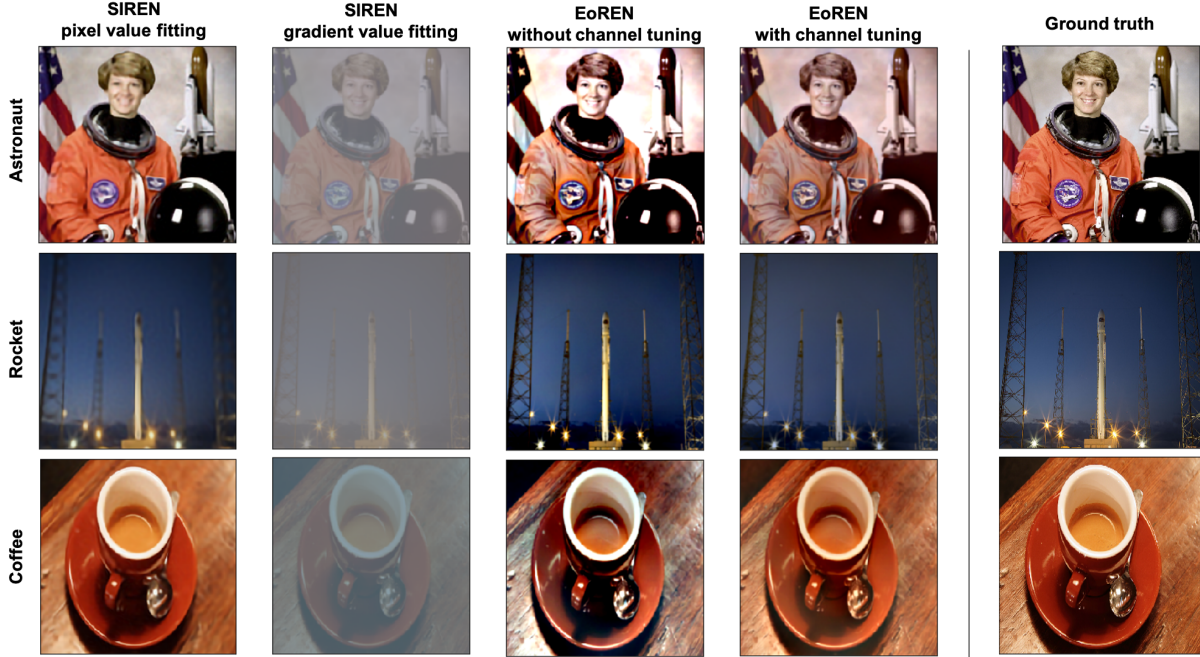 SIREN
pixel value fitting
SIREN
gradient value fitting
EoREN
without channel tuning
EoREN
with channel tuning
Ground truth
Astronaut
Rocket
Coffee